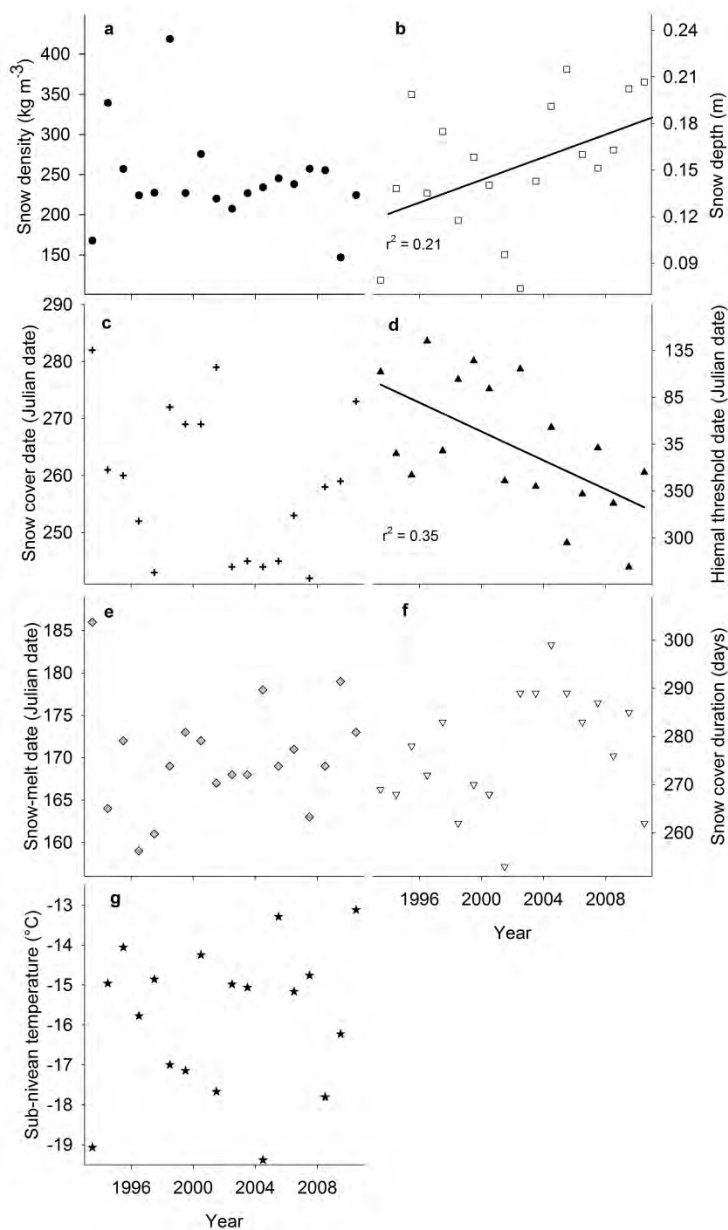 a
400
350
300
250
200
150
Snow density (kg m-3)
b
0.24
0.21
0.18
0.15
0.12
0.09
Snow depth (m)
r2 = 0.21
c
290
280
270
260
250
Snow cover date (Julian date)
d
135
85
35
350
300
Hiemal threshold date (Julian date)
r2 = 0.35
e
185
180
175
170
165
160
Snow-melt date (Julian date)
f
300
290
280
270
260
Snow cover duration (days)
1996 2000 2004 2008
Year
g
-13
-14
-15
-16
-17
-18
-19
Sub-nivean temperature (°C)
1996 2000 2004 2008
Year